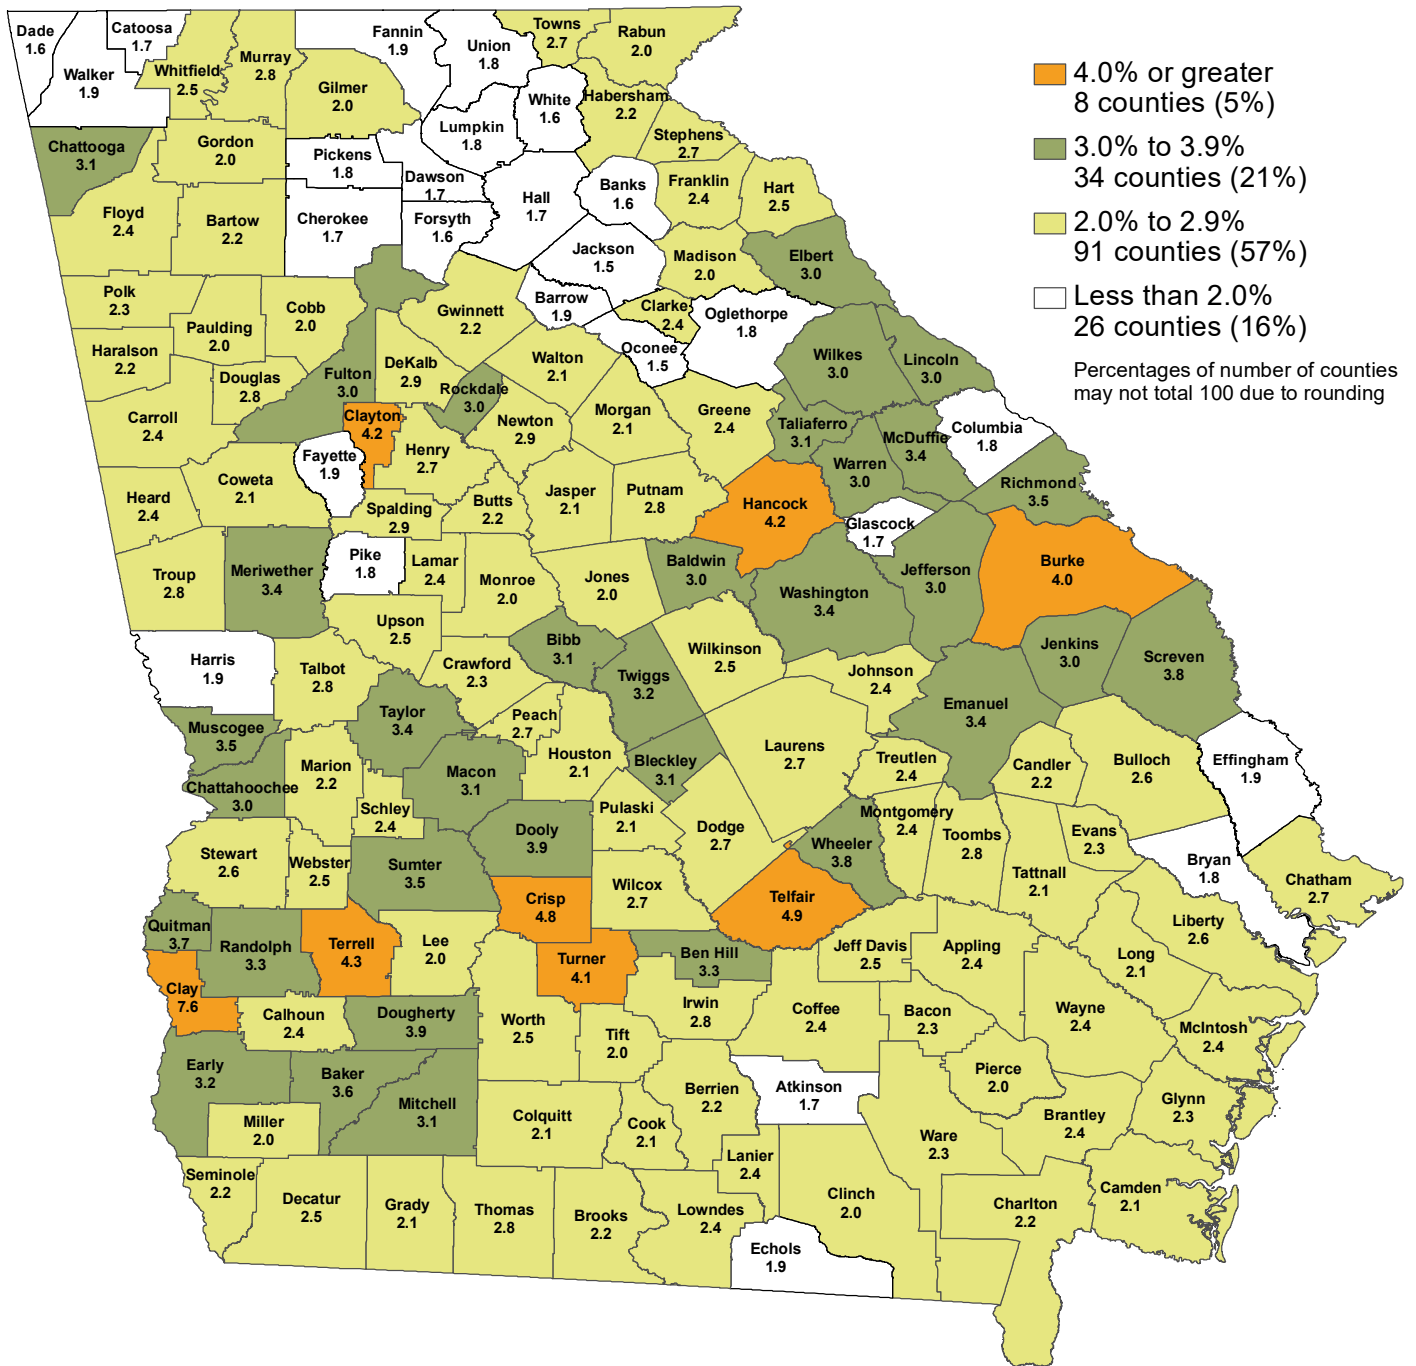 Dade
1.6
Catoosa
1.7
Walker
1.9
Whitfield
2.5
Murray
2.8
Fannin
1.9
Gilmer
2.0
Union
1.8
Towns
2.7
Rabun
2.0
White
1.6
Habersham
2.2
Lumpkin
1.8
Stephens
2.7
Chattooga
3.1
Gordon
2.0
Pickens
1.8
Dawson
1.7
Hall
1.7
Banks
1.6
Franklin
2.4
Hart
2.5
Floyd
2.4
Bartow
2.2
Cherokee
1.7
Forsyth
1.6
Jackson
1.5
Madison
2.0
Elbert
3.0
Polk
2.3
Paulding
2.0
Cobb
2.0
Gwinnett
2.2
Barrow
1.9
Clarke
2.4
Oglethorpe
1.8
Oconee
1.5
Haralson
2.2
Douglas
2.8
Fulton
3.0
DeKalb
2.9
Rockdale
3.0
Walton
2.1
Wilkes
3.0
Lincoln
3.0
Carroll
2.4
Clayton
4.2
Newton
2.9
Morgan
2.1
Greene
2.4
Taliaferro
3.1
McDuffie
3.4
Columbia
1.8
Fayette
1.9
Henry
2.7
Warren
3.0
Richmond
3.5
Heard
2.4
Coweta
2.1
Spalding
2.9
Butts
2.2
Jasper
2.1
Putnam
2.8
Hancock
4.2
Glascock
1.7
Troup
2.8
Meriwether
3.4
Pike
1.8
Lamar
2.4
Monroe
2.0
Jones
2.0
Baldwin
3.0
Washington
3.4
Jefferson
3.0
Burke
4.0
Upson
2.5
Bibb
3.1
Wilkinson
2.5
Johnson
2.4
Jenkins
3.0
Screven
3.8
Harris
1.9
Talbot
2.8
Crawford
2.3
Twiggs
3.2
Emanuel
3.4
Muscogee
3.5
Taylor
3.4
Peach
2.7
Houston
2.1
Bleckley
3.1
Laurens
2.7
Treutlen
2.4
Candler
2.2
Bulloch
2.6
Effingham
1.9
Chattahoochee
3.0
Marion
2.2
Macon
3.1
Schley
2.4
Pulaski
2.1
Dodge
2.7
Wheeler
3.8
Montgomery
2.4
Toombs
2.8
Evans
2.3
Tattnall
2.1
Bryan
1.8
Chatham
2.7
Stewart
2.6
Webster
2.5
Sumter
3.5
Dooly
3.9
Wilcox
2.7
Crisp
4.8
Telfair
4.9
Quitman
3.7
Randolph
3.3
Terrell
4.3
Lee
2.0
Turner
4.1
Ben Hill
3.3
Jeff Davis
2.5
Appling
2.4
Long
2.1
Liberty
2.6
Clay
7.6
Calhoun
2.4
Dougherty
3.9
Worth
2.5
Tift
2.0
Irwin
2.8
Coffee
2.4
Bacon
2.3
Wayne
2.4
McIntosh
2.4
Early
3.2
Baker
3.6
Mitchell
3.1
Miller
2.0
Colquitt
2.1
Cook
2.1
Berrien
2.2
Atkinson
1.7
Pierce
2.0
Brantley
2.4
Glynn
2.3
Ware
2.3
Lanier
2.4
Seminole
2.2
Decatur
2.5
Grady
2.1
Thomas
2.8
Brooks
2.2
Lowndes
2.4
Clinch
2.0
Echols
1.9
Charlton
2.2
Camden
2.1
4.0% or greater
8 counties (5%)
3.0% to 3.9%
34 counties (21%)
2.0% to 2.9%
91 counties (57%)
Less than 2.0%
26 counties (16%)
Percentages of number of counties
may not total 100 due to rounding